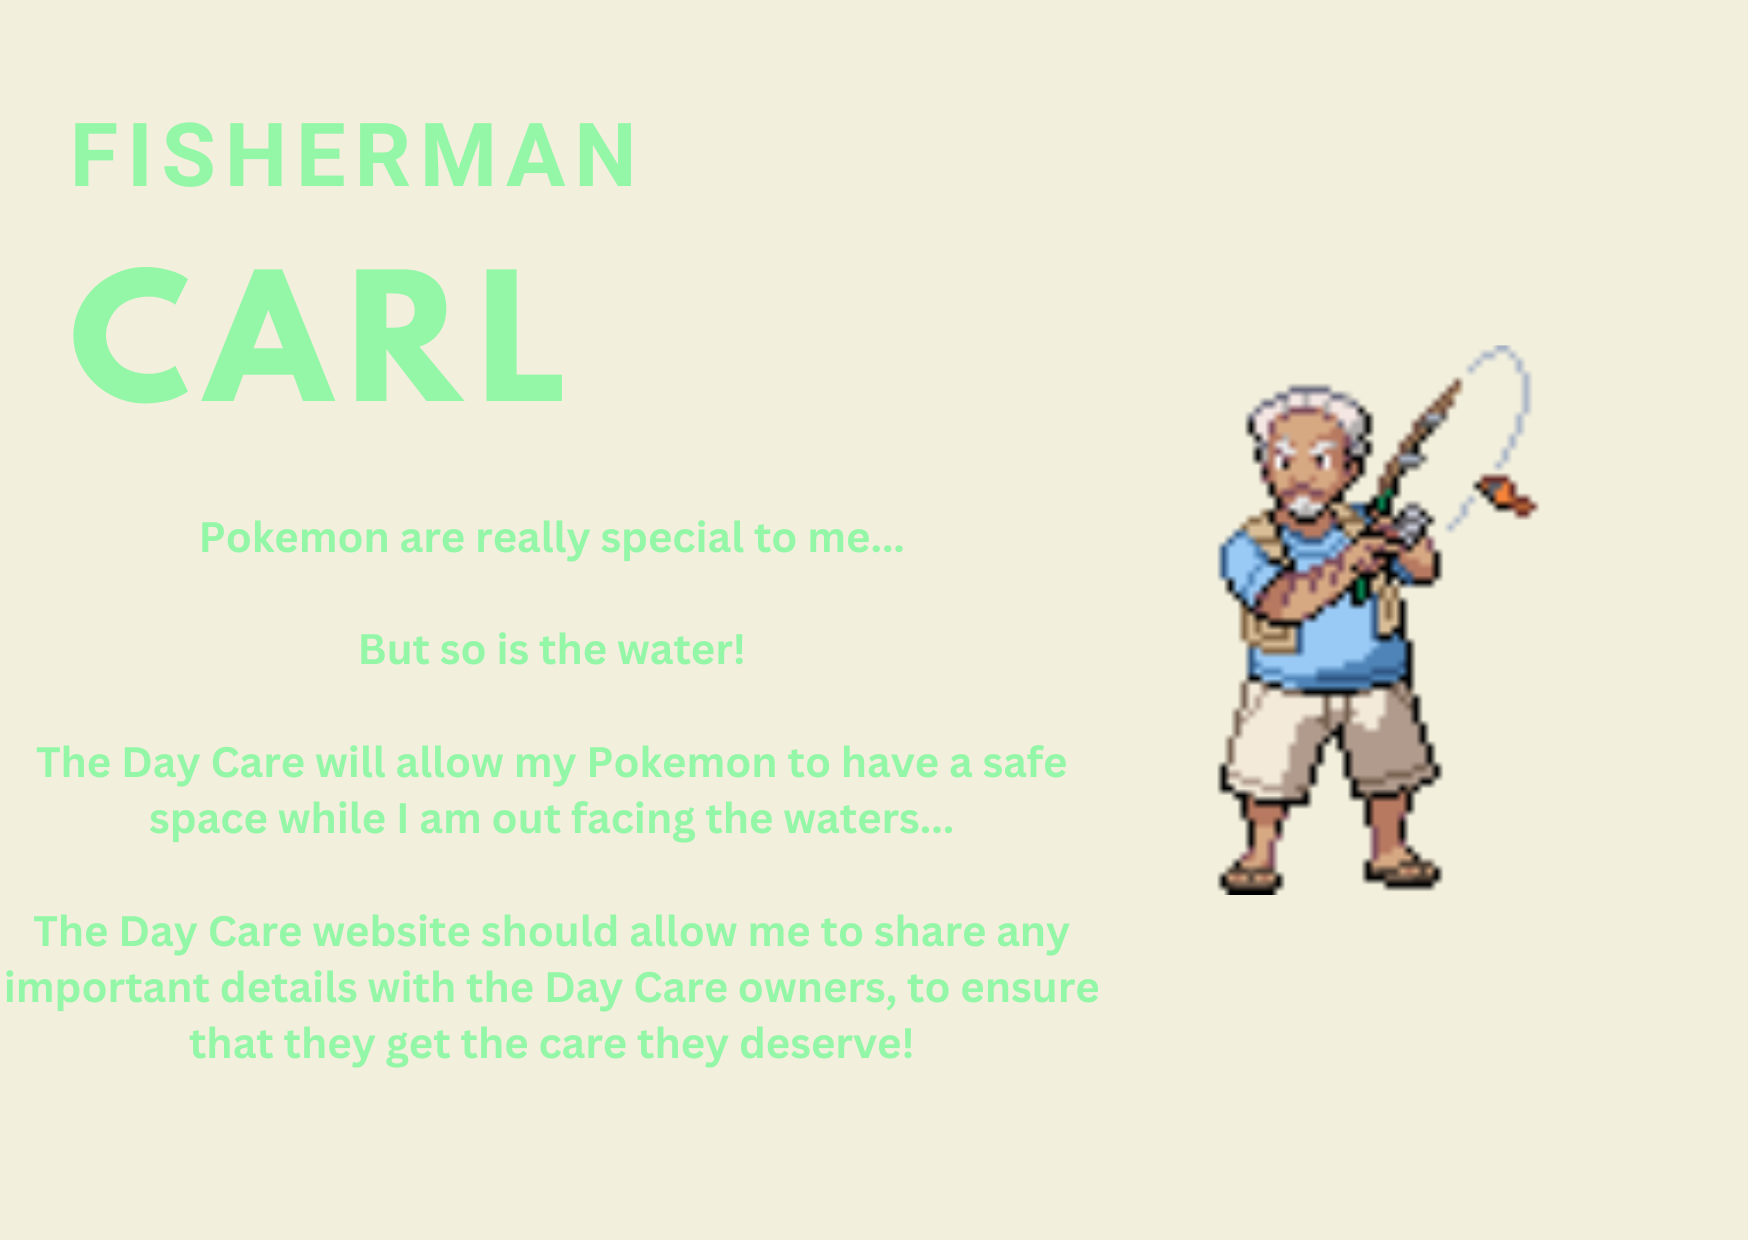 FISHERMAN
CARL
Pokemon are really special to me...
But so is the water!
The Day Care will allow my Pokemon to have a safe
space while I am out facing the waters...
The Day Care website should allow me to share any
important details with the Day Care owners, to ensure
that they get the care they deserve!